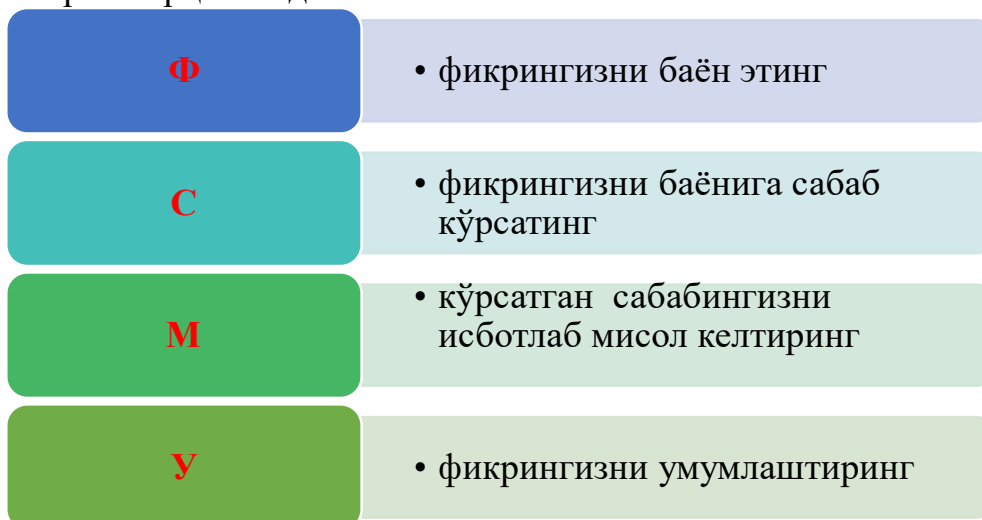 Ф
• фикрингизни баён этинг
С
• фикрингизни баёнига сабаб
кўрсатинг
М
• кўрсатган сабабингизни
исботлаб мисол келтиринг
У
• фикрингизни умумлаштиринг